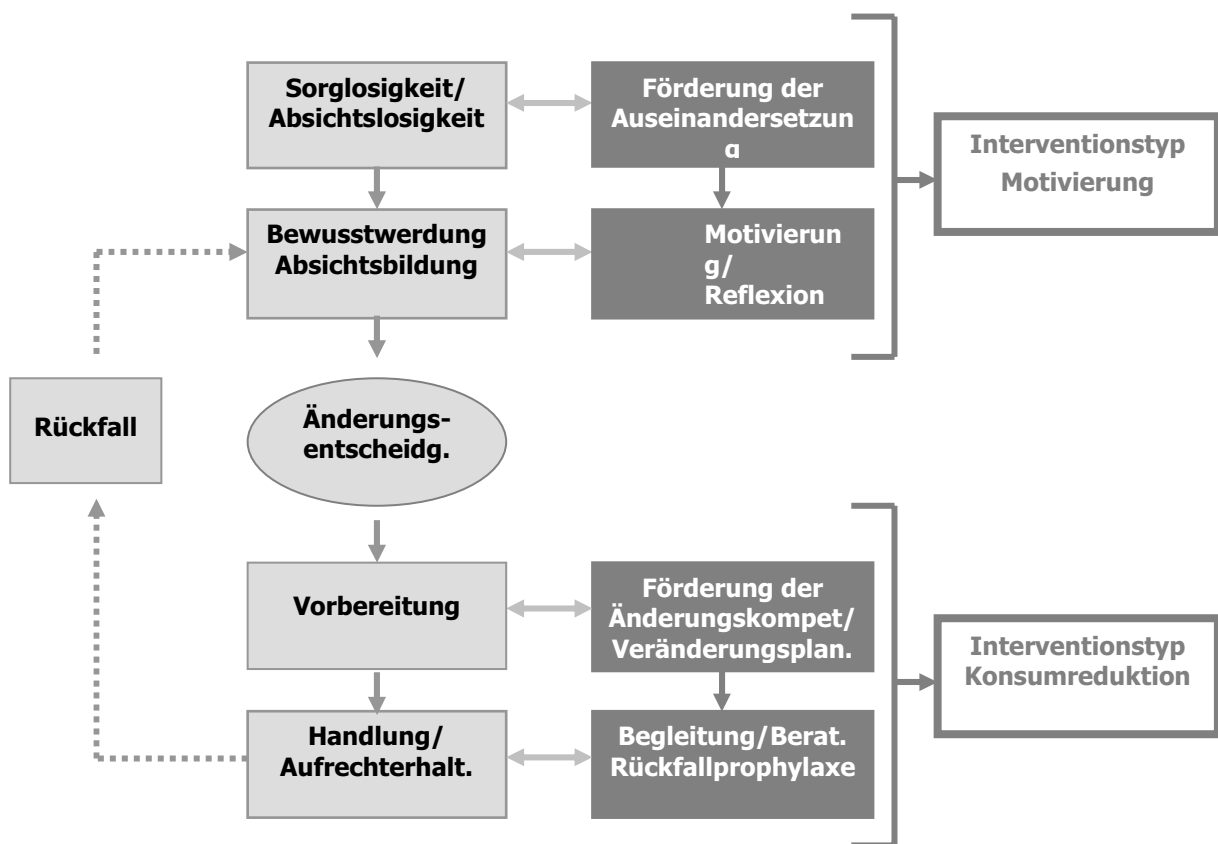 Sorglosigkeit/
Absichtslosigkeit
Förderung der
Auseinandersetzun
g
Interventionstyp
Motivierung
Bewusstwerdung
Absichtsbildung
Motivierun
g/
Reflexion
Rückfall
Änderungs-
entscheidg.
Vorbereitung
Förderung der
Änderungskompet/
Veränderungsplan.
Interventionstyp
Konsumreduktion
Handlung/
Aufrechterhalt.
Begleitung/Berat.
Rückfallprophylaxe